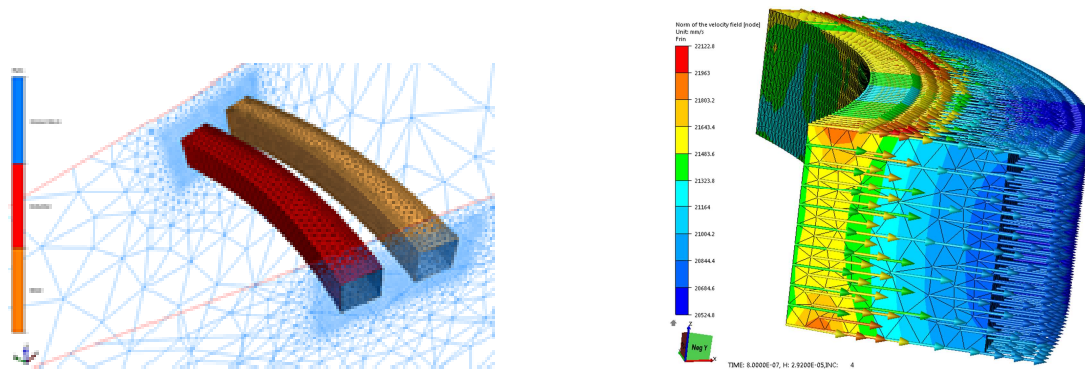 Norm of the velocity field [node]
Unit: mm/s
Frin
22122.8
21963
21803.2
21643.4
21483.6
21323.8
21164
21004.2
20844.4
20684.6
20524.8
Z
Neg Y
X
TIME: 8.0000E-07, H: 2.9200E-05,INC: 4